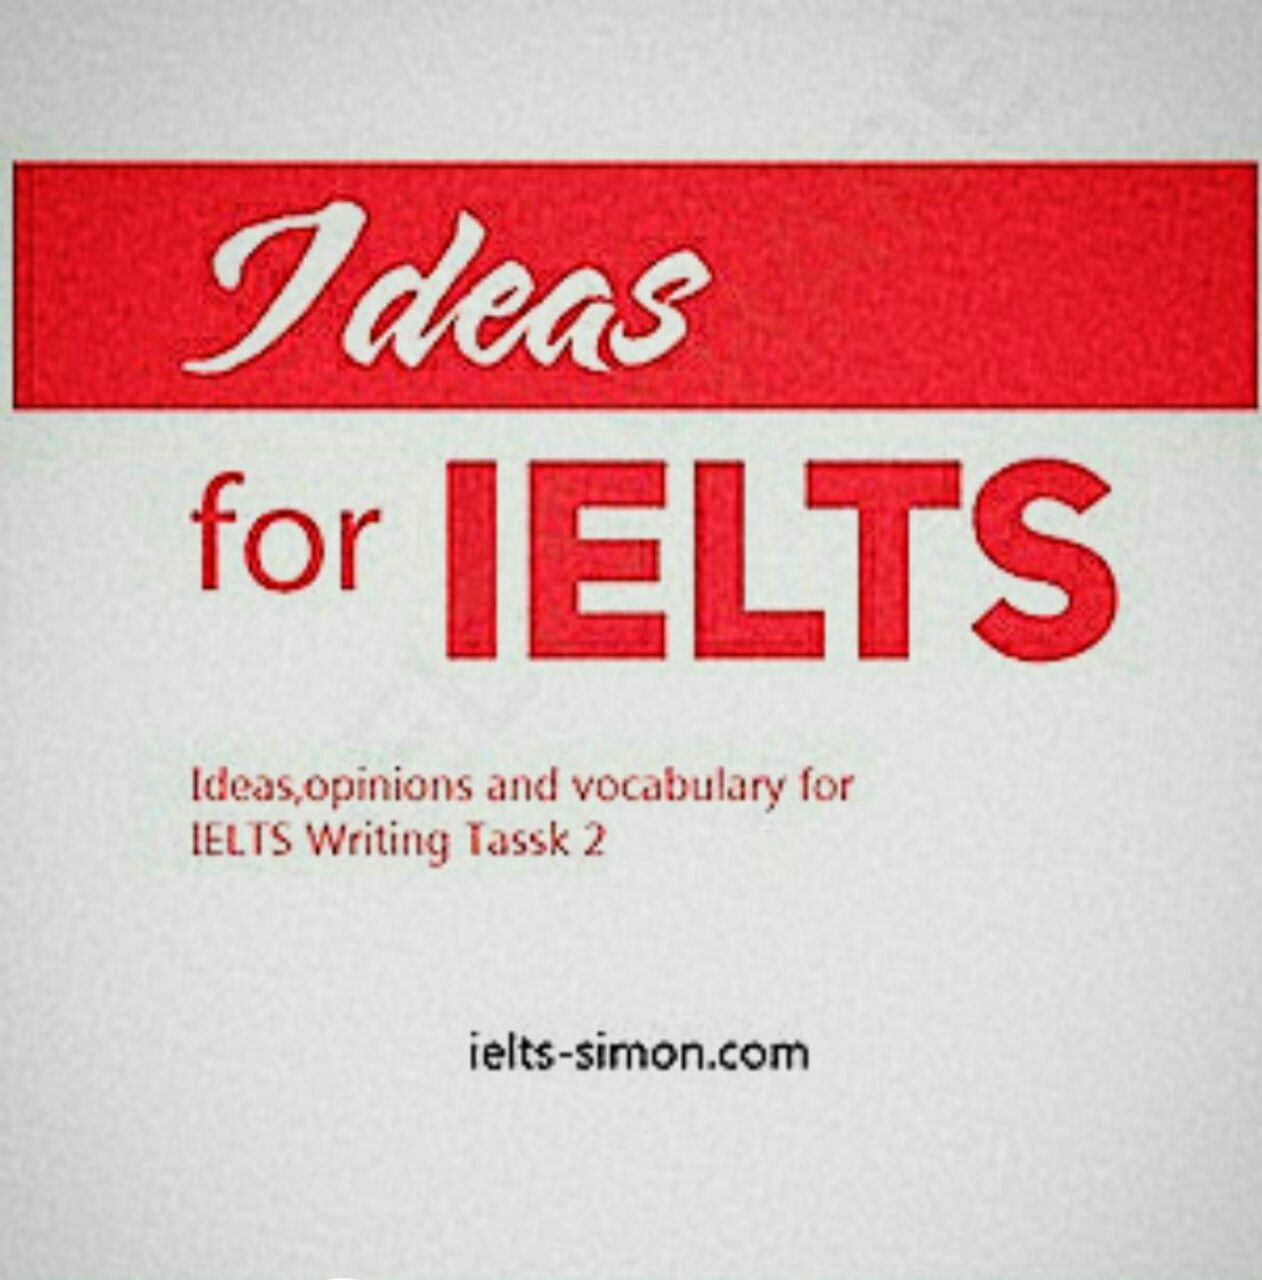 Ideas
for IELTS
Ideas,opinions and vocabulary for
IELTS Writing Tassk 2
ielts-simon.com